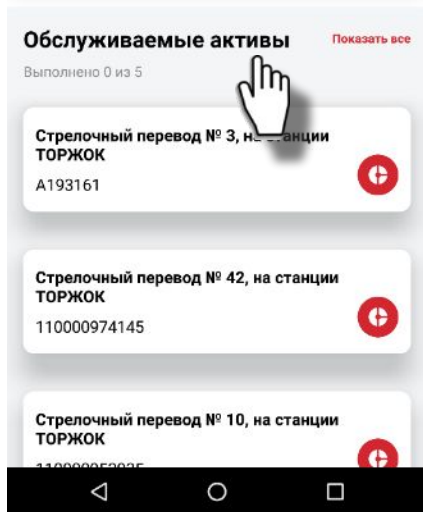 Обслуживаемые активы
Показать все
Выполнено 0 из 5
Стрелочный перевод № 3, на станции
ТОРЖОК
A193161
Стрелочный перевод № 42, на станции
ТОРЖОК
110000974145
Стрелочный перевод № 10, на станции
ТОРЖОК